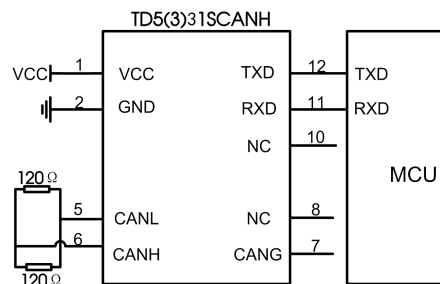 TD5(3)31SCANH
VCC 1 VCC TXD 12 TXD
2 GND RXD 11 RXD
NC 10
MCU
120Ω
5 CANL NC 8
6 CANH CANG 7
120Ω